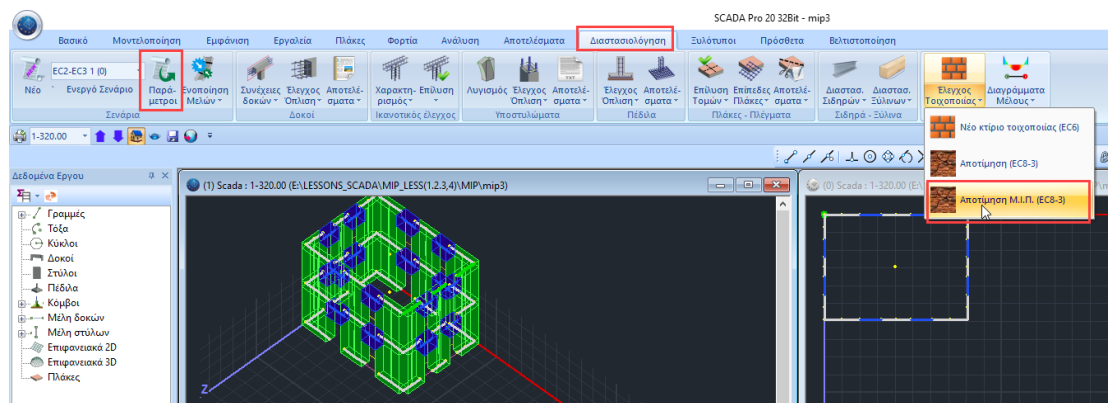 SCADA Pro 20 32Bit - mip3
Βασικό Μοντελοποίηση Εμφάνιση Εργαλεία Πλάκες Φορτία Ανάλυση Αποτελέσματα Διαστασιολόγηση Ξυλότυποι Πρόσθετα Βελτιστοποίηση
EC2-EC3 1 (0)
Νέο Ενεργό Σενάριο Παρά- Ενοποίηση Συνέχειες Έλεγχος Αποτελέ- Χαρακτη- Επίλυση Λυγισμός Έλεγχος Αποτελέ- Έλεγχος Αποτελέ- Επίλυση Επίπεδες Αποτελέ- Διαστασ. Διαστασ. Έλεγχος Διαγράμματα
μετροι Μελών δοκών Όπλιση σματα ρισμός Όπλιση σματα Όπλιση σματα Τομών Πλάκες σματα Σιδηρών Ξύλινων Τοιχοποιίας Μέλους
Σενάρια Δοκοί Ικανοτικός έλεγχος Υποστυλώματα Πέδιλα Πλάκες - Πλέγματα Σιδηρά - Ξύλινα
Νέο κτίριο τοιχοποιίας (EC6)
Αποτίμηση (EC8-3)
Αποτίμηση Μ.Ι.Π. (EC8-3)
1-320.00
Δεδομένα Εργου
(1) Scada : 1-320.00 (E:\LESSONS_SCADA\MIP_LESS(1.2.3,4)\MIP\mip3)
(0) Scada : 1-320.00 (E:\
Γραμμές
Τόξα
Κύκλοι
Δοκοί
Στύλοι
Πέδιλα
Κόμβοι
Μέλη δοκών
Μέλη στύλων
Επιφανειακά 2D
Επιφανειακά 3D
Πλάκες
Z